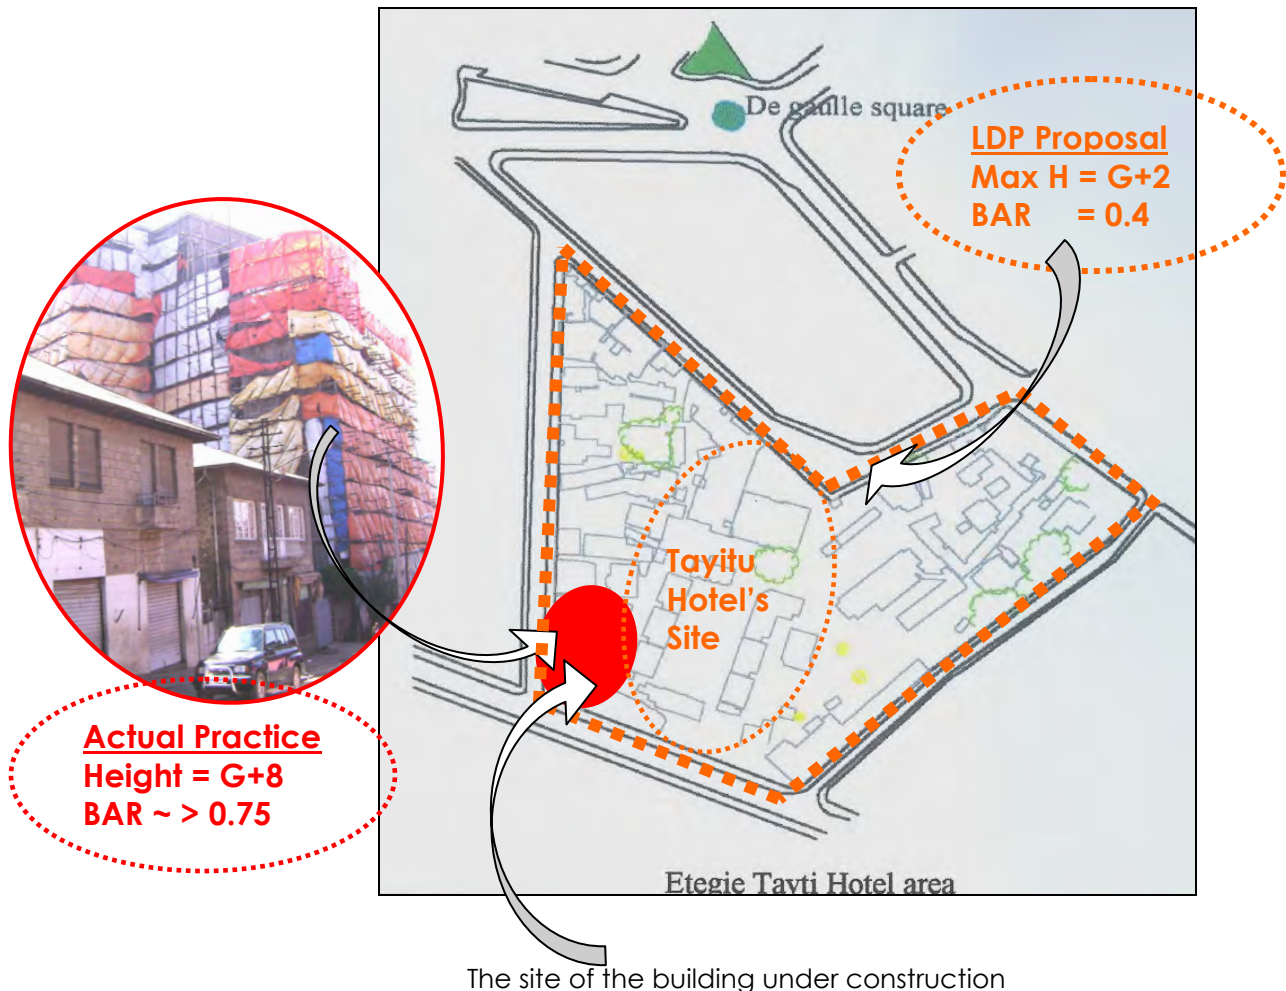 De gaulle square
LDP Proposal
Max H = G+2
BAR = 0.4
Tayitu
Hotel's
Site
Actual Practice
Height = G+8
BAR ~ > 0.75
Etegie Tayti Hotel area
The site of the building under construction